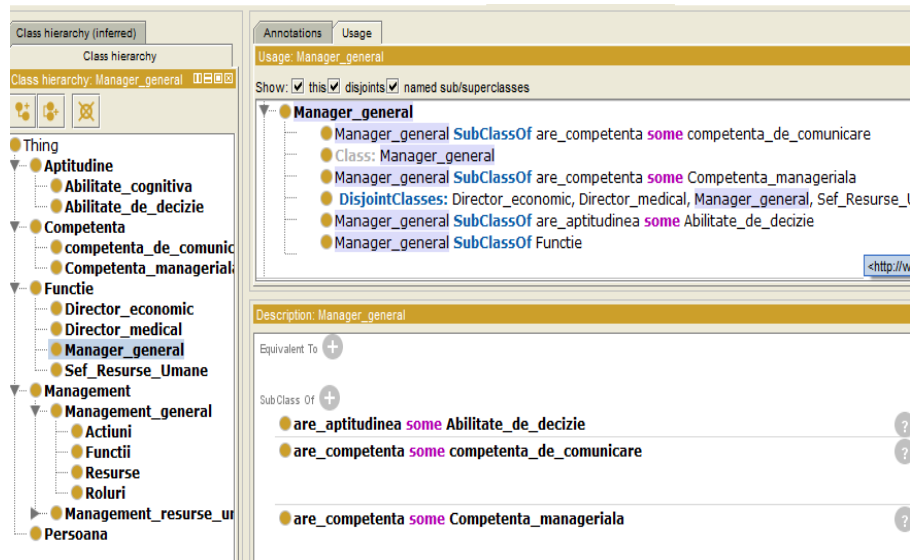 Class hierarchy (inferred)
Class hierarchy
Class hierarchy: Manager_general
Thing
Aptitudine
Abilitate_cognitiva
Abilitate_de_decizie
Competenta
competenta_de_comunic
Competenta_manageriala
Functie
Director_economic
Director_medical
Manager_general
Sef_Resurse_Umane
Management
Management_general
Actiuni
Functii
Resurse
Roluri
Management_resurse_ur
Persoana
Annotations Usage
Usage: Manager_general
Show: this disjoints named sub/superclasses
Manager_general
Manager_general SubClassOf are_competenta some competenta_de_comunicare
Class: Manager_general
Manager_general SubClassOf are_competenta some Competenta_manageriala
DisjointClasses: Director_economic, Director_medical, Manager_general, Sef_Resurse_U
Manager_general SubClassOf are_aptitudinea some Abilitate_de_decizie
Manager_general SubClassOf Functie
<http://w
Description: Manager_general
Equivalent To
SubClass Of
are_aptitudinea some Abilitate_de_decizie
are_competenta some competenta_de_comunicare
are_competenta some Competenta_manageriala